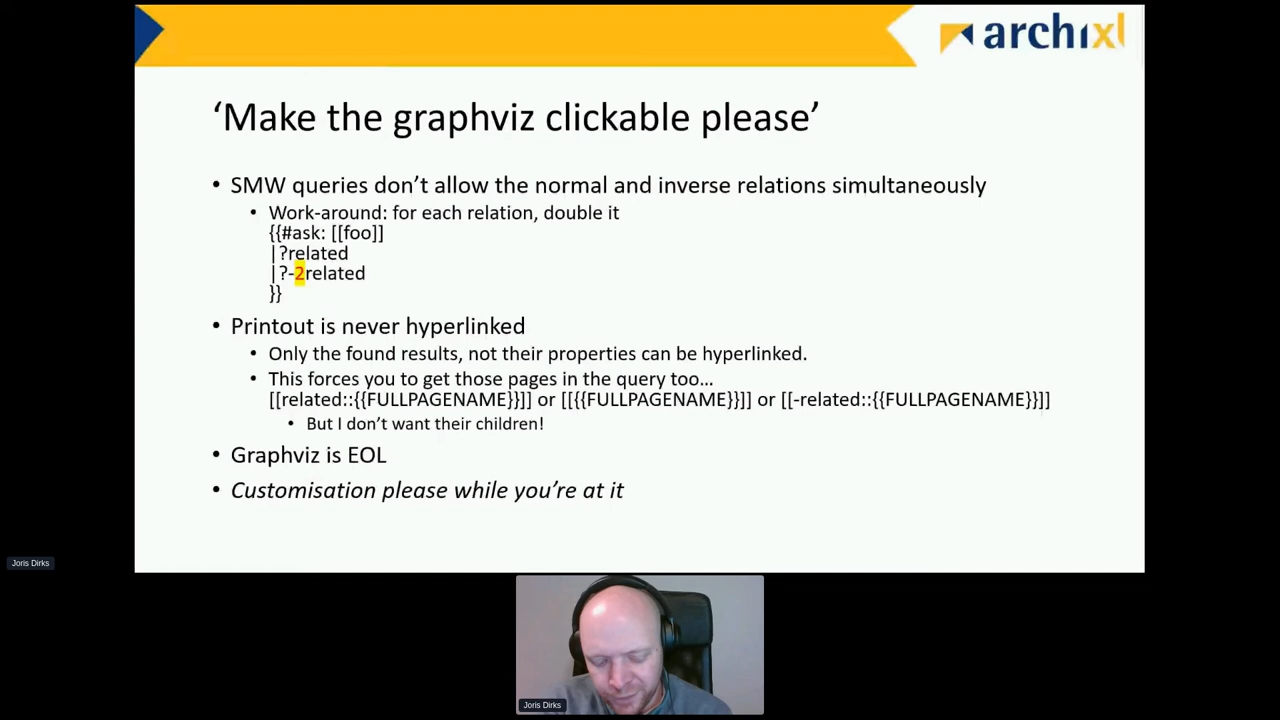 archixl
‘Make the graphviz clickable please’
• SMW queries don’t allow the normal and inverse relations simultaneously
• Work-around: for each relation, double it
{{#ask: [[foo]]
|?related
|?-2related
}}
• Printout is never hyperlinked
• Only the found results, not their properties can be hyperlinked.
• This forces you to get those pages in the query too…
[[related::{{FULLPAGENAME}}]] or [[{{FULLPAGENAME}}]] or [[-related::{{FULLPAGENAME}}]]
• But I don’t want their children!
• Graphviz is EOL
• Customisation please while you’re at it
Joris Dirks
Joris Dirks